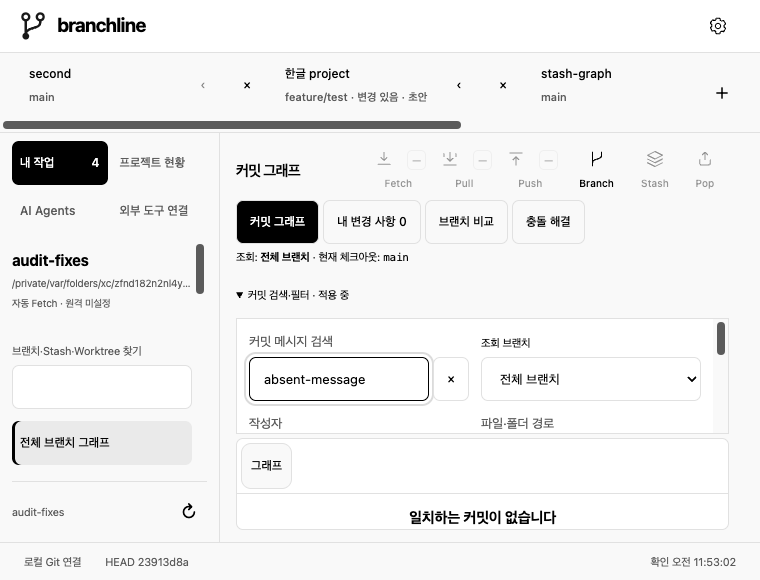 branchline
second
main
‹
×
한글 project
feature/test · 변경 있음 · 초안
‹
×
stash-graph
main
+
내 작업 4
프로젝트 현황
AI Agents
외부 도구 연결
audit-fixes
/private/var/folders/xc/zfnd182n2nl4y...
자동 Fetch · 원격 미설정
브랜치·Stash·Worktree 찾기
전체 브랜치 그래프
audit-fixes
커밋 그래프
Fetch
Pull
Push
Branch
Stash
Pop
커밋 그래프
내 변경 사항 0
브랜치 비교
충돌 해결
조회: 전체 브랜치 · 현재 체크아웃: main
▼ 커밋 검색·필터 · 적용 중
커밋 메시지 검색
absent-message
×
조회 브랜치
전체 브랜치
작성자
파일·폴더 경로
그래프
일치하는 커밋이 없습니다
로컬 Git 연결
HEAD 23913d8a
확인 오전 11:53:02